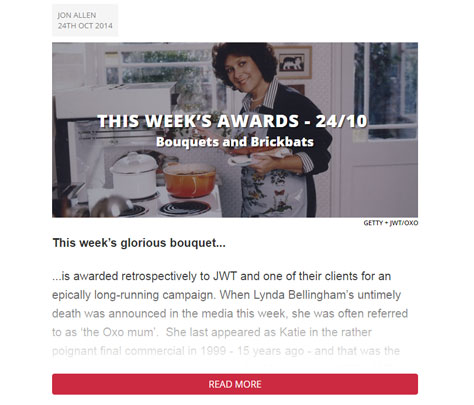 JON ALLEN
24TH OCT 2014
THIS WEEK'S AWARDS - 24/10
Bouquets and Brickbats
GETTY + JWT/OXO
This week's glorious bouquet...
...is awarded retrospectively to JWT and one of their clients for an
epically long-running campaign. When Lynda Bellingham's untimely
death was announced in the media this week, she was often referred
to as 'the Oxo mum'.  She last appeared as Katie in the rather
poignant final commercial in 1999 - 15 years ago - and that was the
READ MORE